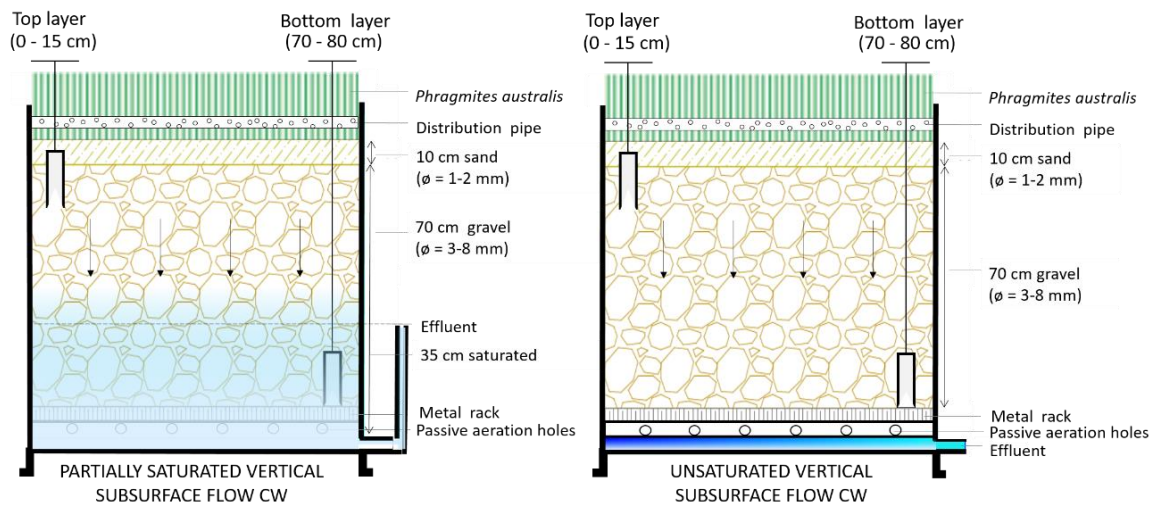 Top layer
(0 - 15 cm)
Bottom layer
(70 - 80 cm)
Phragmites australis
Distribution pipe
10 cm sand
(ø = 1-2 mm)
70 cm gravel
(ø = 3-8 mm)
Effluent
35 cm saturated
Metal rack
Passive aeration holes
PARTIALLY SATURATED VERTICAL
SUBSURFACE FLOW CW
Top layer
(0 - 15 cm)
Bottom layer
(70 - 80 cm)
Phragmites australis
Distribution pipe
10 cm sand
(ø = 1-2 mm)
70 cm gravel
(ø = 3-8 mm)
Metal rack
Passive aeration holes
Effluent
UNSATURATED VERTICAL
SUBSURFACE FLOW CW